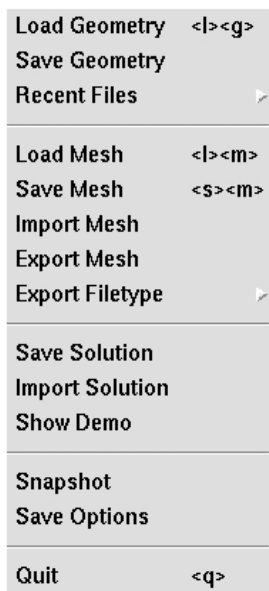 Load Geometry <l><g>
Save Geometry
Recent Files
Load Mesh <l><m>
Save Mesh <s><m>
Import Mesh
Export Mesh
Export Filetype
Save Solution
Import Solution
Show Demo
Snapshot
Save Options
Quit <q>